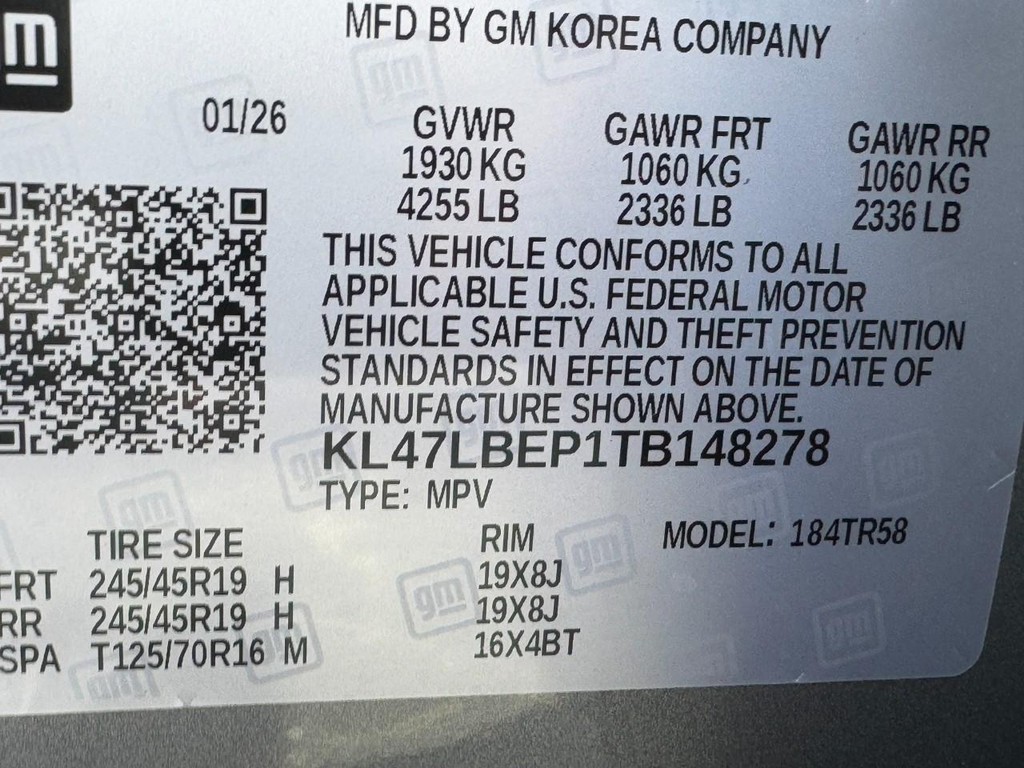 gm
MFD BY GM KOREA COMPANY
01/26
GVWR GAWR FRT GAWR RR
1930 KG 1060 KG 1060 KG
4255 LB 2336 LB 2336 LB
THIS VEHICLE CONFORMS TO ALL
APPLICABLE U.S. FEDERAL MOTOR
VEHICLE SAFETY AND THEFT PREVENTION
STANDARDS IN EFFECT ON THE DATE OF
MANUFACTURE SHOWN ABOVE.
KL47LBEP1TB148278
TYPE: MPV
MODEL: 184TR58
TIRE SIZE RIM
FRT 245/45R19 H 19X8J
RR 245/45R19 H 19X8J
SPA T125/70R16 M 16X4BT